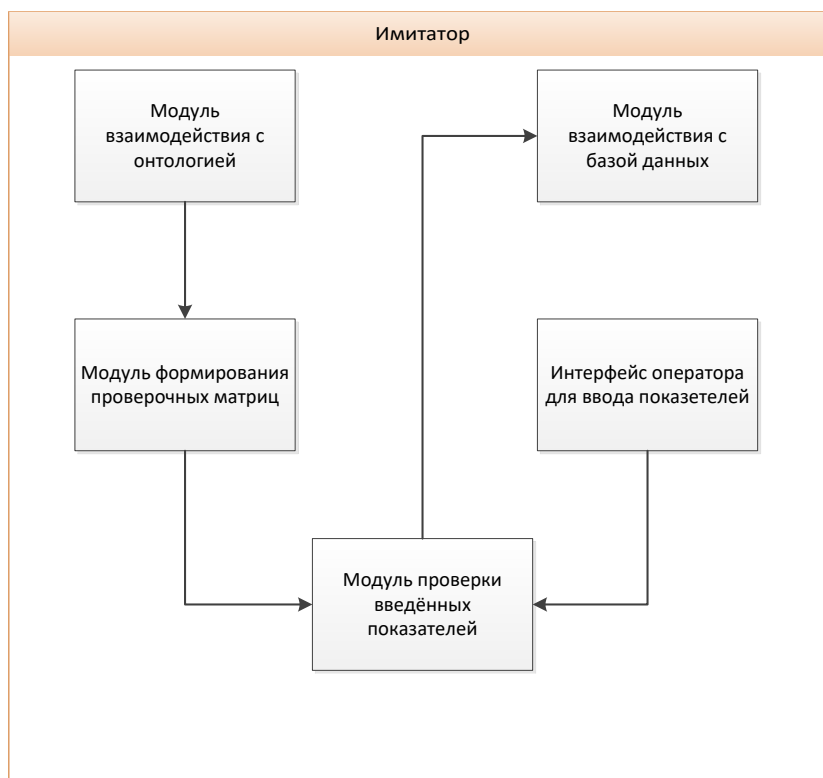 Имитатор
Модуль
взаимодействия с
онтологией
Модуль
взаимодействия с
базой данных
Модуль формирования
проверочных матриц
Интерфейс оператора
для ввода показетелей
Модуль проверки
введённых
показателей